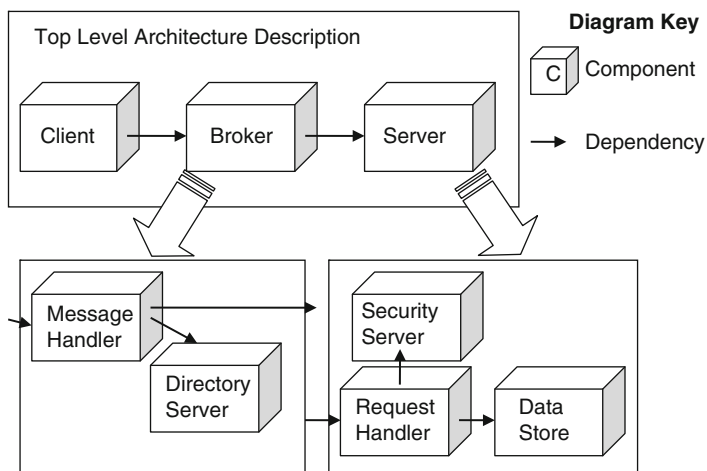 Top Level Architecture Description
Client
Broker
Server
Diagram Key
C
Component
Dependency
Message
Handler
Directory
Server
Security
Server
Request
Handler
Data
Store